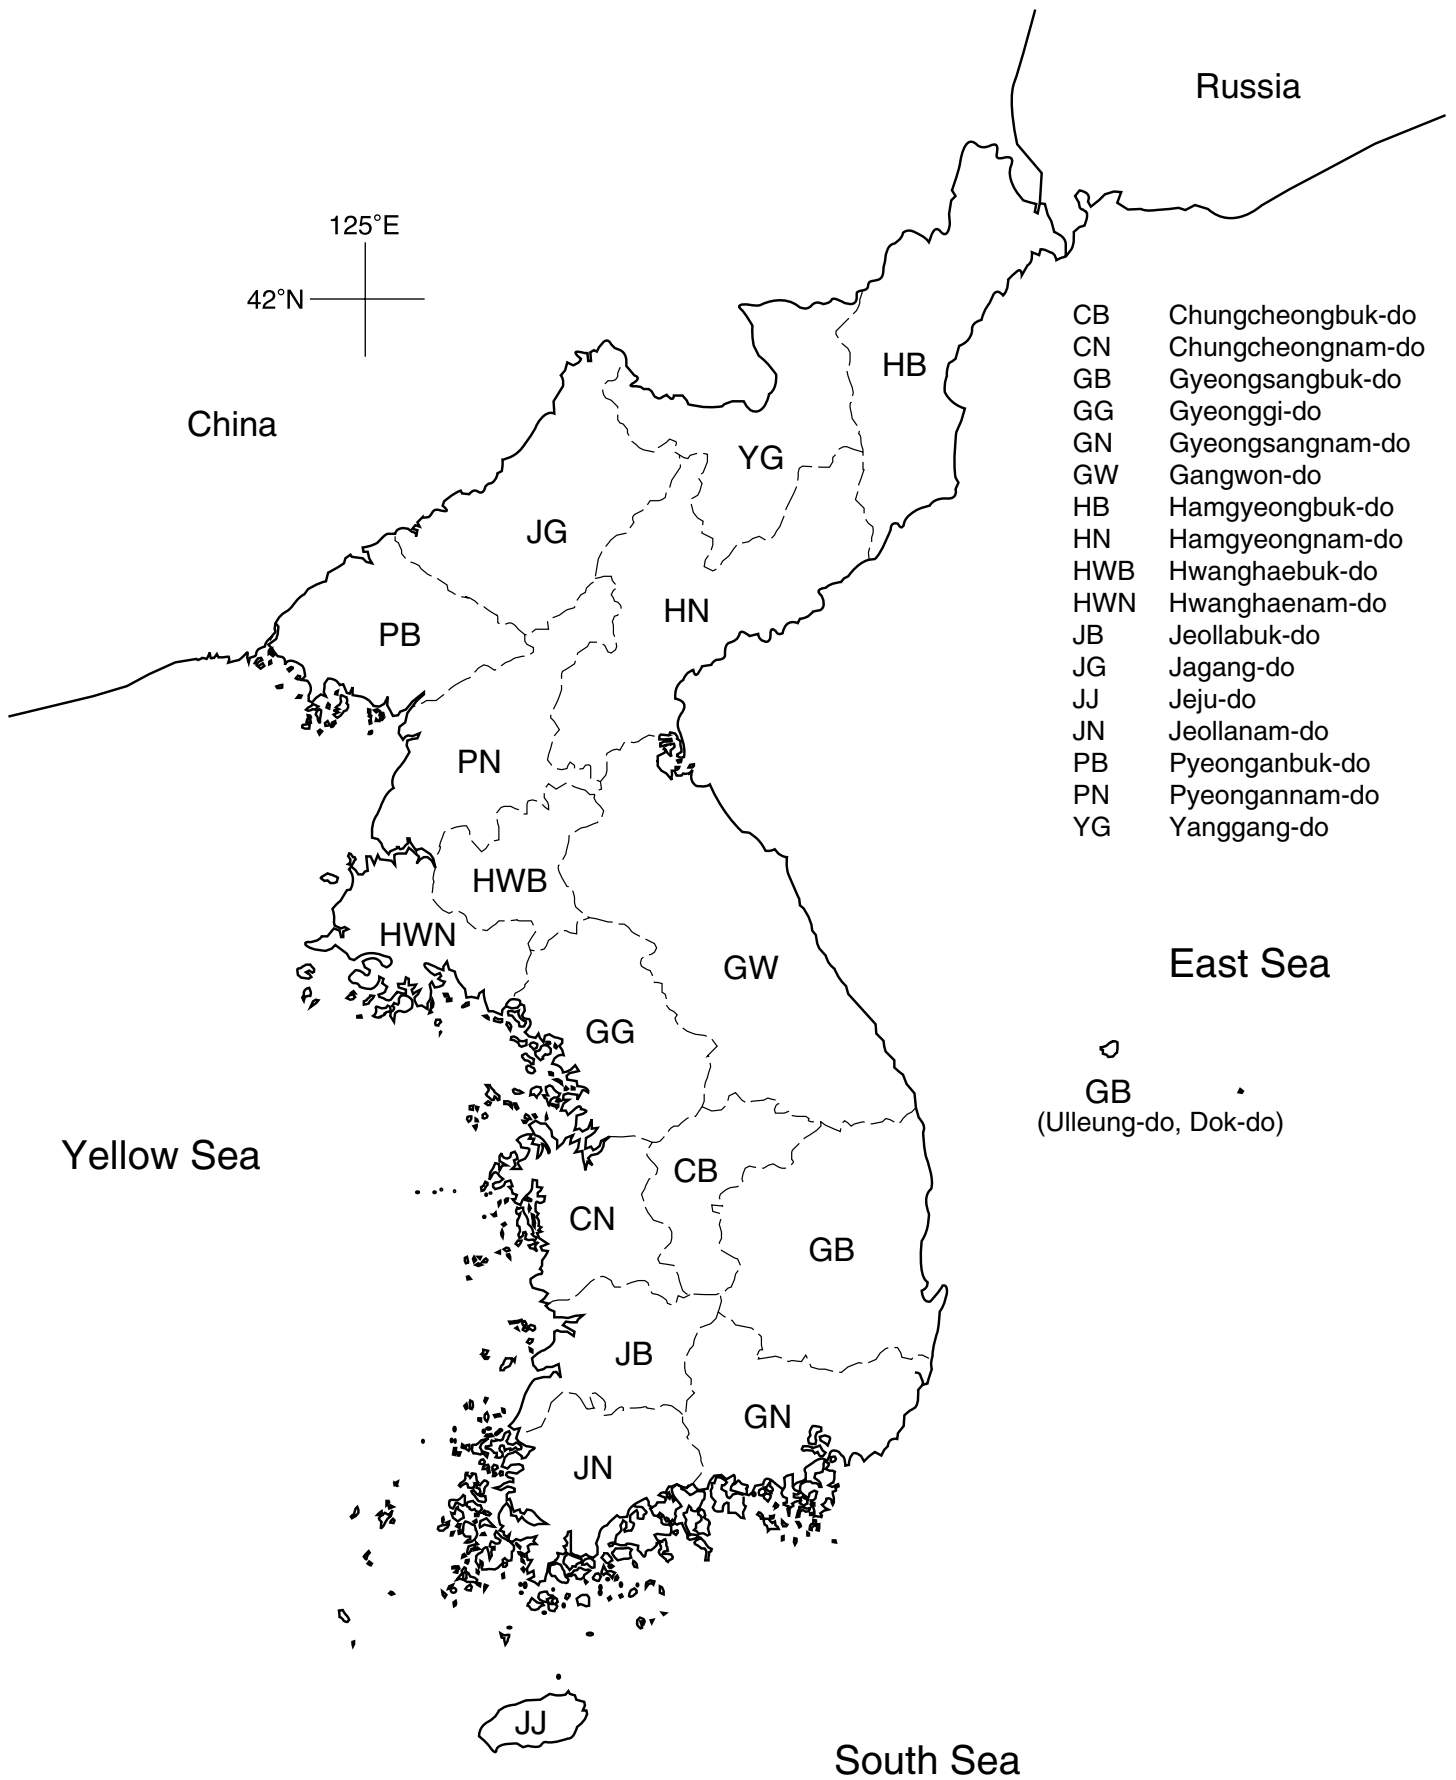 Russia
125°E
42°N
China
CB Chungcheongbuk-do
CN Chungcheongnam-do
GB Gyeongsangbuk-do
GG Gyeonggi-do
GN Gyeongsangnam-do
GW Gangwon-do
HB Hamgyeongbuk-do
HN Hamgyeongnam-do
HWB Hwanghaebuk-do
HWN Hwanghaenam-do
JB Jeollabuk-do
JG Jagang-do
JJ Jeju-do
JN Jeollanam-do
PB Pyeonganbuk-do
PN Pyeongannam-do
YG Yanggang-do
HB
YG
JG
HN
PB
PN
HWB
HWN
GW
East Sea
GG
GB
(Ulleung-do, Dok-do)
Yellow Sea
CB
CN
GB
JB
GN
JN
JJ
South Sea